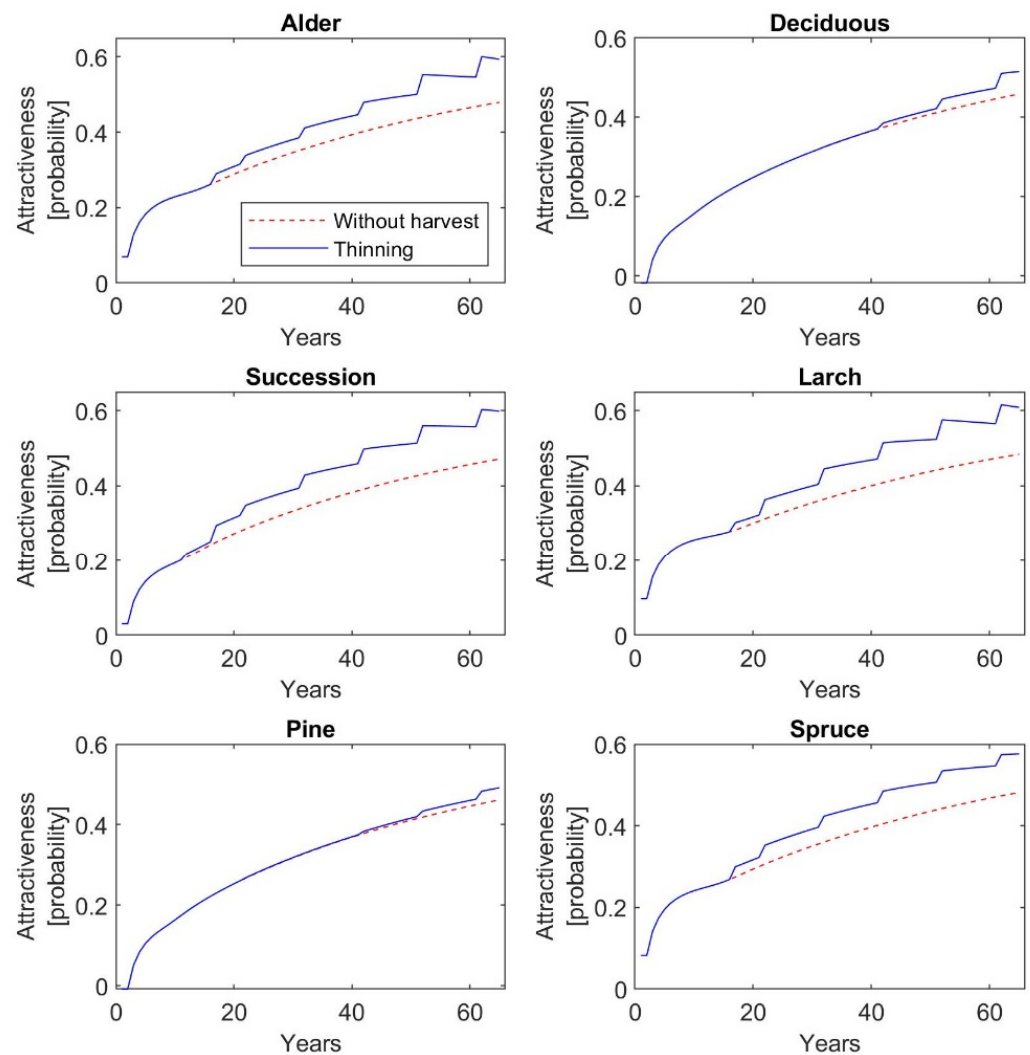 Alder
Attractiveness
[probability]
0.6
0.4
0.2
0
Without harvest
Thinning
0
20
40
60
Years
Deciduous
Attractiveness
[probability]
0.6
0.4
0.2
0
0
20
40
60
Years
Succession
Attractiveness
[probability]
0.6
0.4
0.2
0
0
20
40
60
Years
Larch
Attractiveness
[probability]
0.6
0.4
0.2
0
0
20
40
60
Years
Pine
Attractiveness
[probability]
0.6
0.4
0.2
0
0
20
40
60
Years
Spruce
Attractiveness
[probability]
0.6
0.4
0.2
0
0
20
40
60
Years